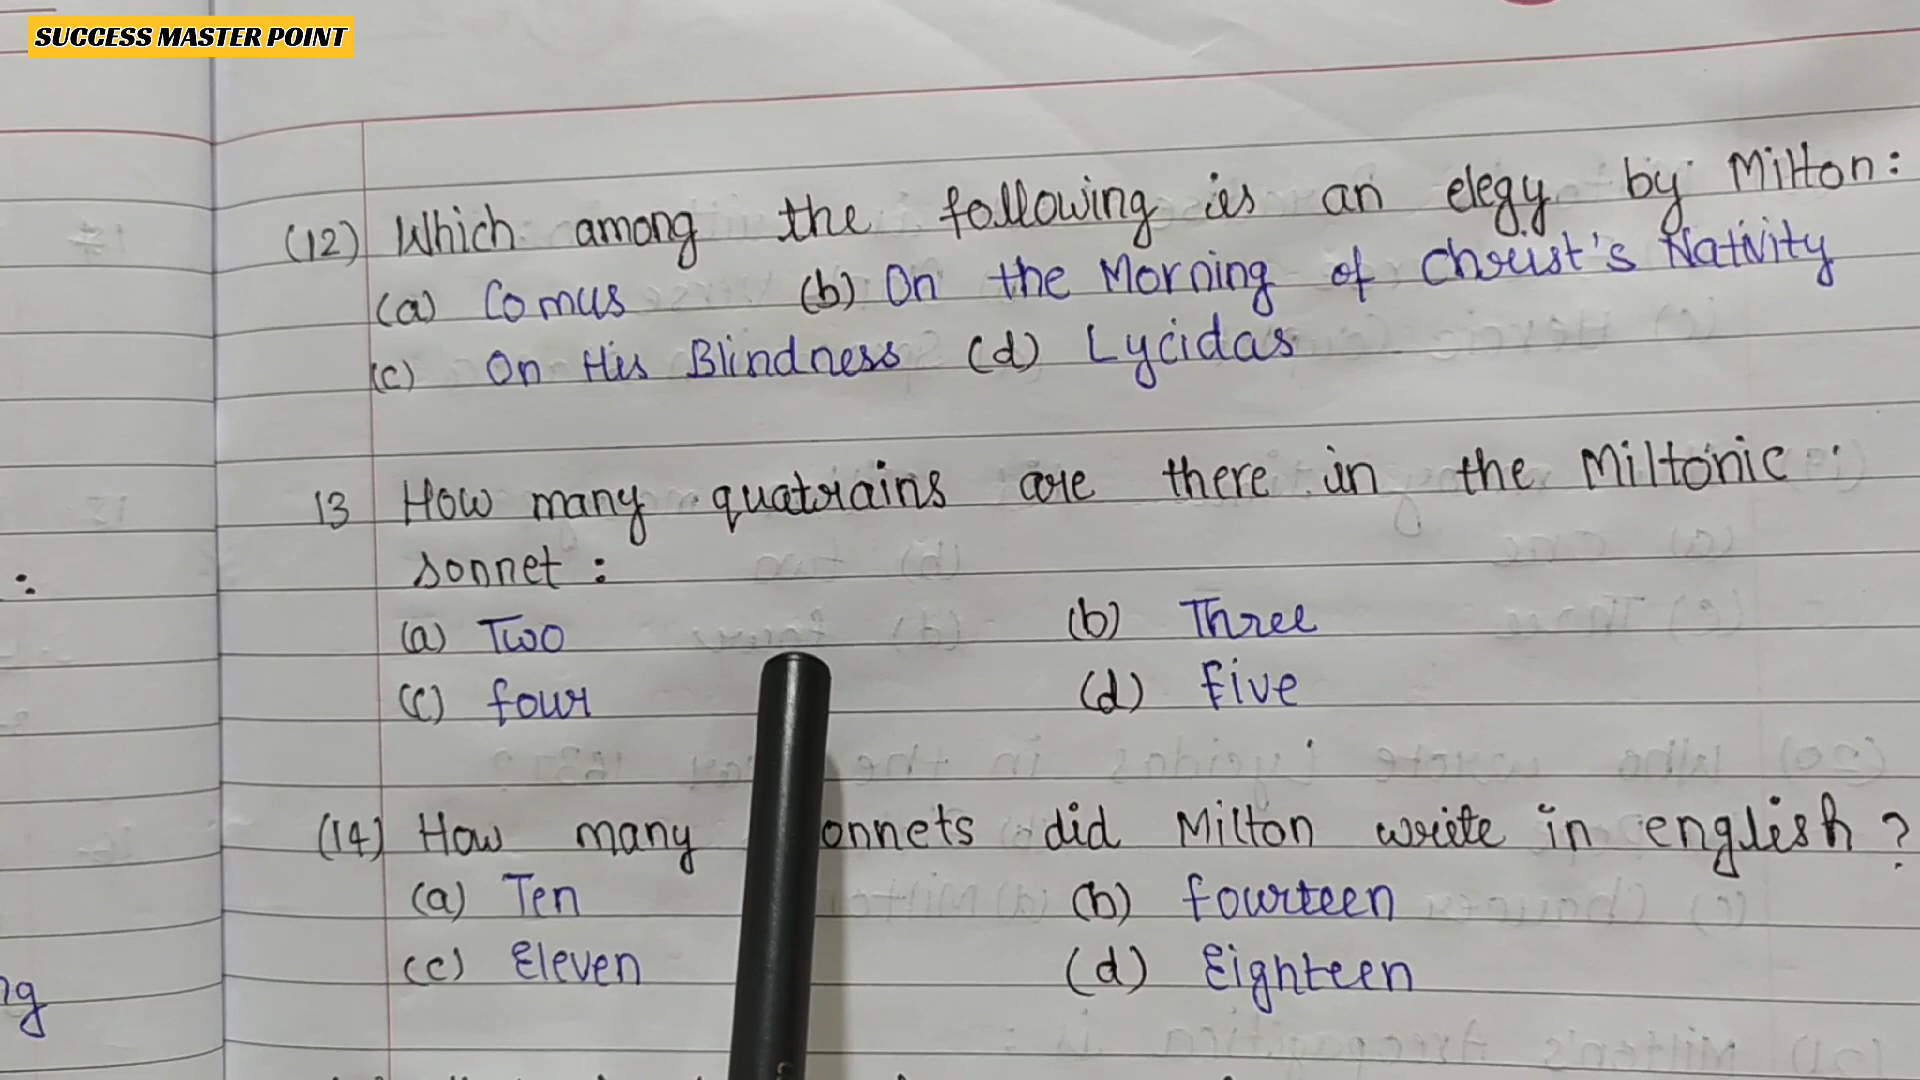 SUCCESS MASTER POINT
(12) Which among the following is an elegy by Milton:
(a) Comus (b) On the Morning of Christ's Nativity
(c) On His Blindness (d) Lycidas
13 How many quatrains are there in the Miltonic
sonnet :
(a) Two (b) Three
(c) four (d) Five
(14) How many onnets did Milton write in english ?
(a) Ten (b) fourteen
(c) Eleven (d) Eighteen